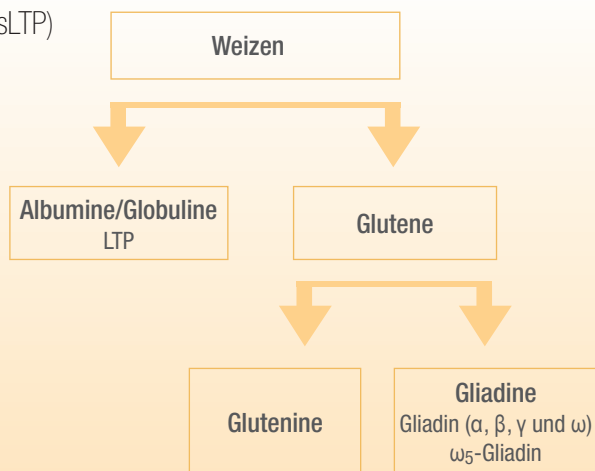 sLTP)
Weizen
Albumine/Globuline
LTP
Glutene
Glutenine
Gliadine
Gliadin (α, β, γ und ω)
ω5-Gliadin